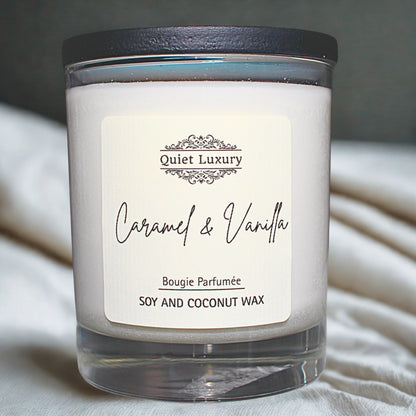 Quiet Luxury
Caramel & Vanilla
Bougie Parfumée
SOY AND COCONUT WAX